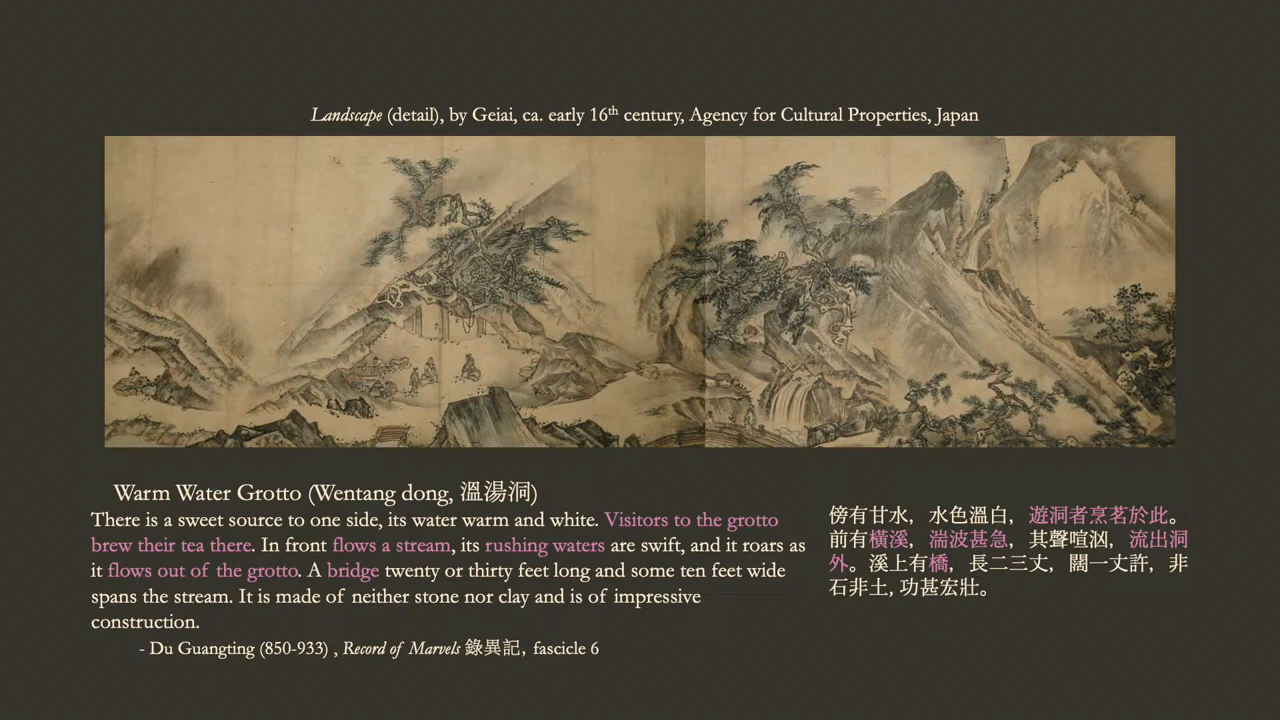 Landscape (detail), by Geiai, ca. early 16th century, Agency for Cultural Properties, Japan
Warm Water Grotto (Wentang dong, 溫湯洞)
There is a sweet source to one side, its water warm and white. Visitors to the grotto
brew their tea there. In front flows a stream, its rushing waters are swift, and it roars as
it flows out of the grotto. A bridge twenty or thirty feet long and some ten feet wide
spans the stream. It is made of neither stone nor clay and is of impressive
construction.
- Du Guangting (850-933) , Record of Marvels 錄異記, fascicle 6
傍有甘水, 水色溫白, 遊洞者烹茗於此。
前有橫溪, 湍波甚急, 其聲喧汹, 流出洞
外。溪上有橋, 長二三丈, 闊一丈許, 非
石非土, 功甚宏壯。